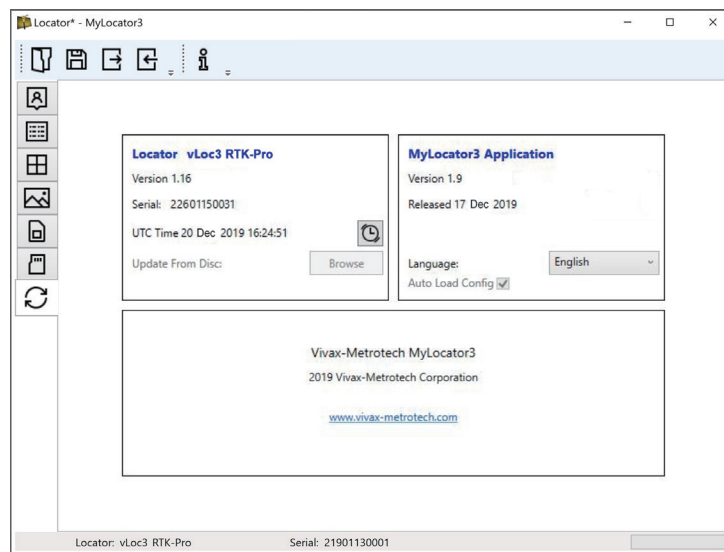 Locator* - MyLocator3
Locator vLoc3 RTK-Pro
Version 1.16
Serial: 22601150031
UTC Time 20 Dec 2019 16:24:51
Update From Disc: Browse
MyLocator3 Application
Version 1.9
Released 17 Dec 2019
Language: English
Auto Load Config
Vivax-Metrotech MyLocator3
2019 Vivax-Metrotech Corporation
www.vivax-metrotech.com
Locator: vLoc3 RTK-Pro Serial: 21901130001